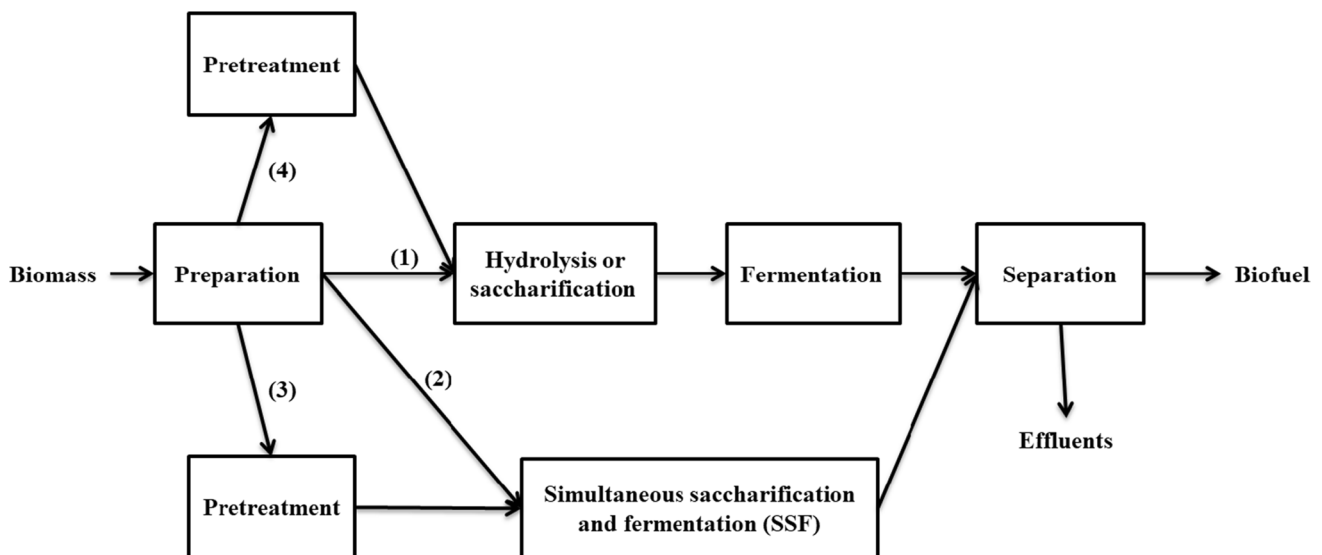 Pretreatment
(4)
Biomass
Preparation
(1)
Hydrolysis or
saccharification
Fermentation
Separation
Biofuel
(2)
(3)
Effluents
Pretreatment
Simultaneous saccharification
and fermentation (SSF)